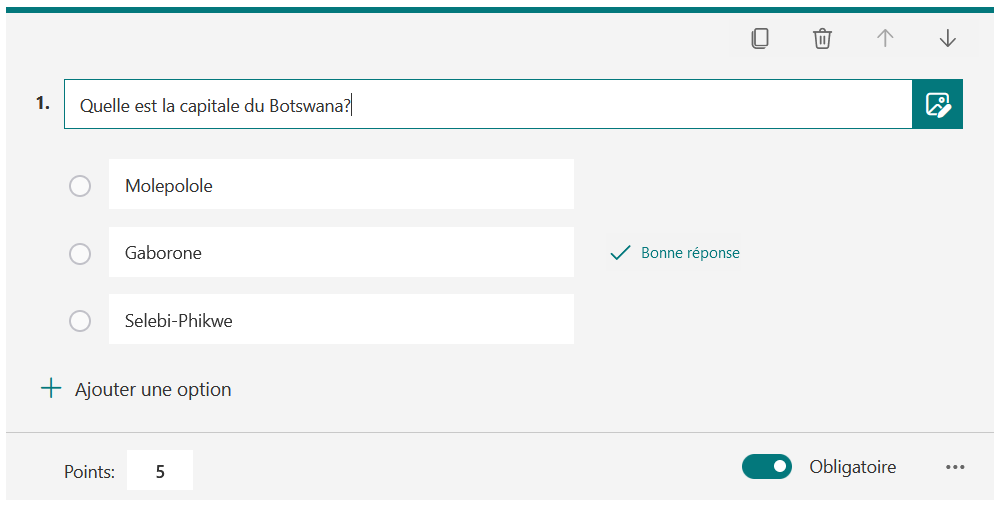 1. Quelle est la capitale du Botswana?
Molepolole
Gaborone
Bonne réponse
Selebi-Phikwe
Ajouter une option
Points: 5
Obligatoire